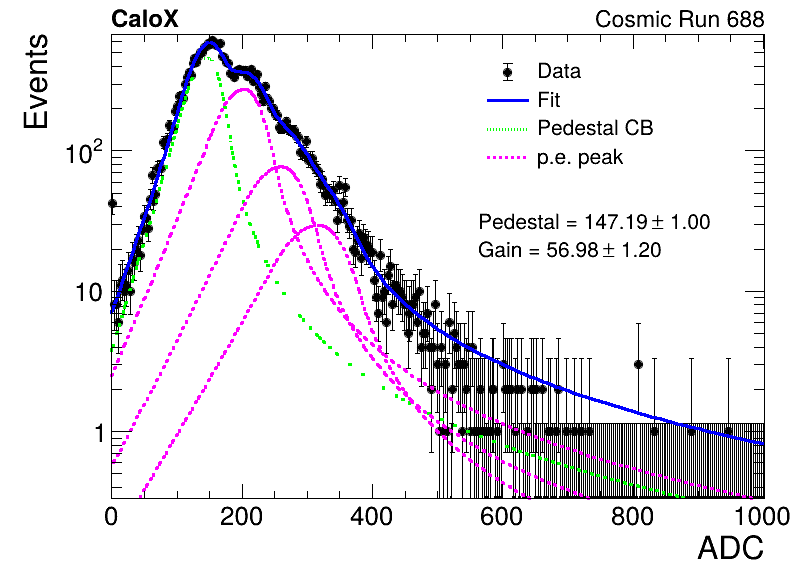 CaloX Cosmic Run 688
Events
Data
Fit
Pedestal CB
p.e. peak
Pedestal = 147.19 ± 1.00
Gain = 56.98 ± 1.20
10²
10
1
0 200 400 600 800 1000
ADC